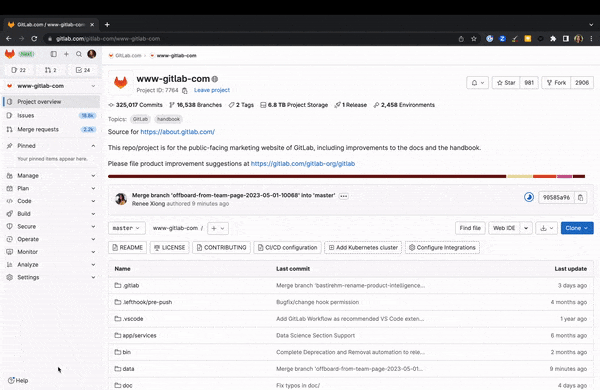 GitLab.com / www-gitlab-com
gitlab.com/gitlab-com/www-gitlab-com
Next
22
2
24
www-gitlab-com
Project overview
Issues
18.8k
Merge requests
2.2k
Pinned
Your pinned items appear here.
Manage
Plan
Code
Build
Secure
Operate
Monitor
Analyze
Settings
Help
GitLab.com › www-gitlab-com
www-gitlab-com
Project ID: 7764 Leave project
Star 981
Fork 2906
325,017 Commits 16,538 Branches 2 Tags 6.8 TB Project Storage 1 Release 2,458 Environments
Topics: GitLab handbook
Source for https://about.gitlab.com/
This repo/project is for the public-facing marketing website of GitLab, including improvements to the docs and the handbook.
Please file product improvement suggestions at https://gitlab.com/gitlab-org/gitlab
Merge branch 'offboard-from-team-page-2023-05-01-10068' into 'master'
Renee Xiong authored 9 minutes ago
90585a96
master www-gitlab-com / +
Find file Web IDE Clone
README LICENSE CONTRIBUTING CI/CD configuration Add Kubernetes cluster Configure Integrations
Name Last commit Last update
.gitlab Merge branch 'bastirehm-rename-product-intelligence... 3 days ago
.lefthook/pre-push Bugfix/change hook permission 4 months ago
.vscode Add GitLab Workflow as recommended VS Code exten... 1 year ago
app/services Data Science Section Support 6 months ago
bin Complete Deprecation and Removal automation to rele... 2 months ago
data Merge branch 'offboard-from-team-page-2023-05-01... 9 minutes ago
doc Fix typos in doc/ 4 months ago